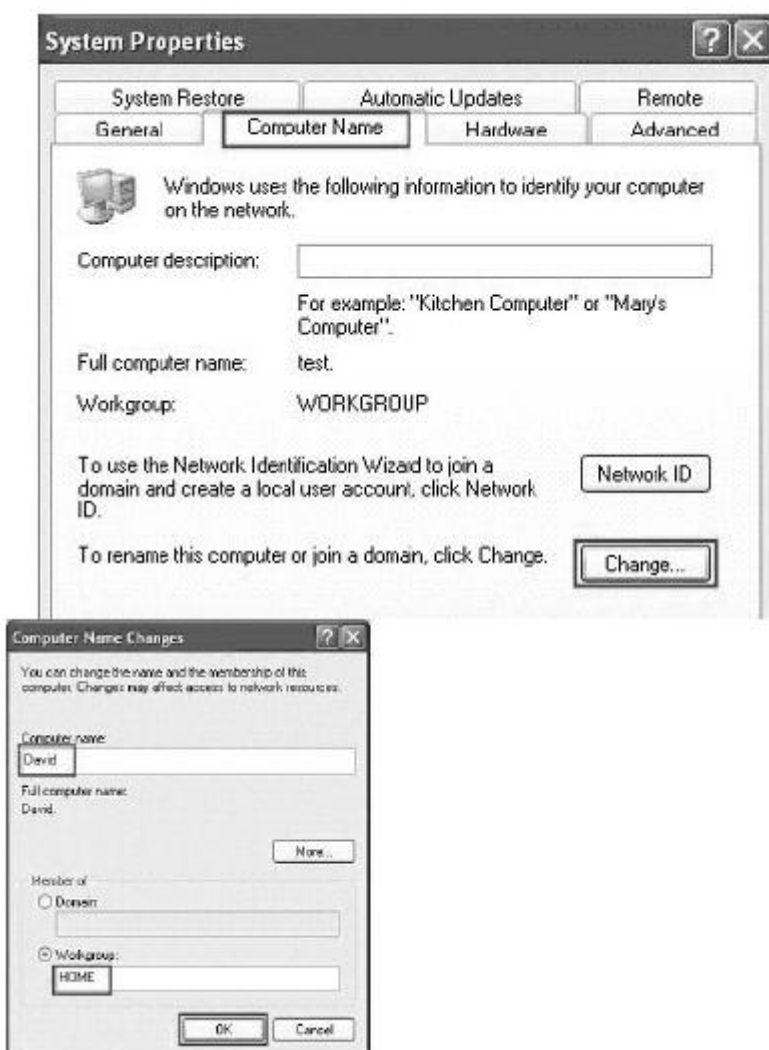 System Properties
System Restore Automatic Updates Remote
General Computer Name Hardware Advanced
Windows uses the following information to identify your computer
on the network.
Computer description:
For example: "Kitchen Computer" or "Mary's
Computer".
Full computer name: test.
Workgroup: WORKGROUP
To use the Network Identification Wizard to join a
domain and create a local user account, click Network
ID.
Network ID
To rename this computer or join a domain, click Change.
Change...
Computer Name Changes
You can change the name and the membership of this
computer. Changes may affect access to network resources.
Computer name:
David
Full computer name:
David.
More...
Member of
Domain:
Workgroup:
HOME
OK Cancel